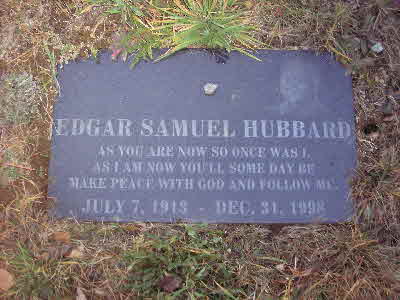 EDGAR SAMUEL HUBBARD
AS YOU ARE NOW SO ONCE WAS I.
AS I AM NOW YOU'LL SOME DAY BE
MAKE PEACE WITH GOD AND FOLLOW ME.
JULY 7, 1913 - DEC. 31, 1998